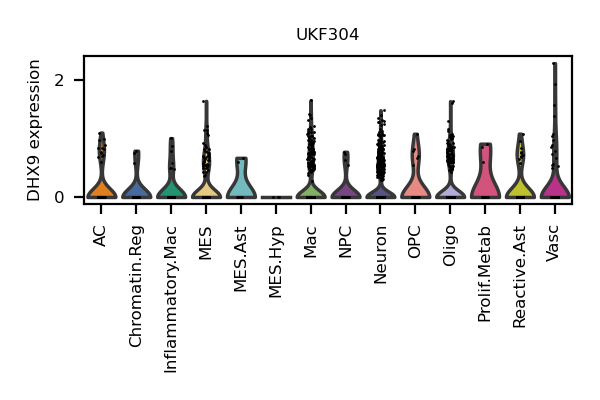 UKF304
DHX9 expression
2
0
AC
Chromatin.Reg
Inflammatory.Mac
MES
MES.Ast
MES.Hyp
Mac
NPC
Neuron
OPC
Oligo
Prolif.Metab
Reactive.Ast
Vasc